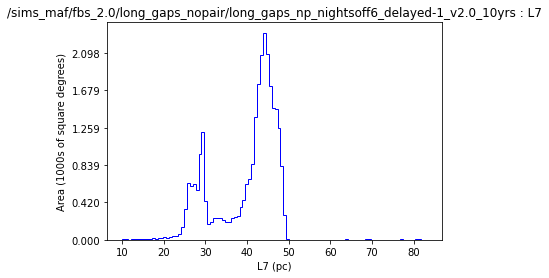 /sims_maf/fbs_2.0/long_gaps_nopair/long_gaps_np_nightsoff6_delayed-1_v2.0_10yrs : L7
2.098
1.679
1.259
0.839
0.420
0.000
Area (1000s of square degrees)
10 20 30 40 50 60 70 80
L7 (pc)